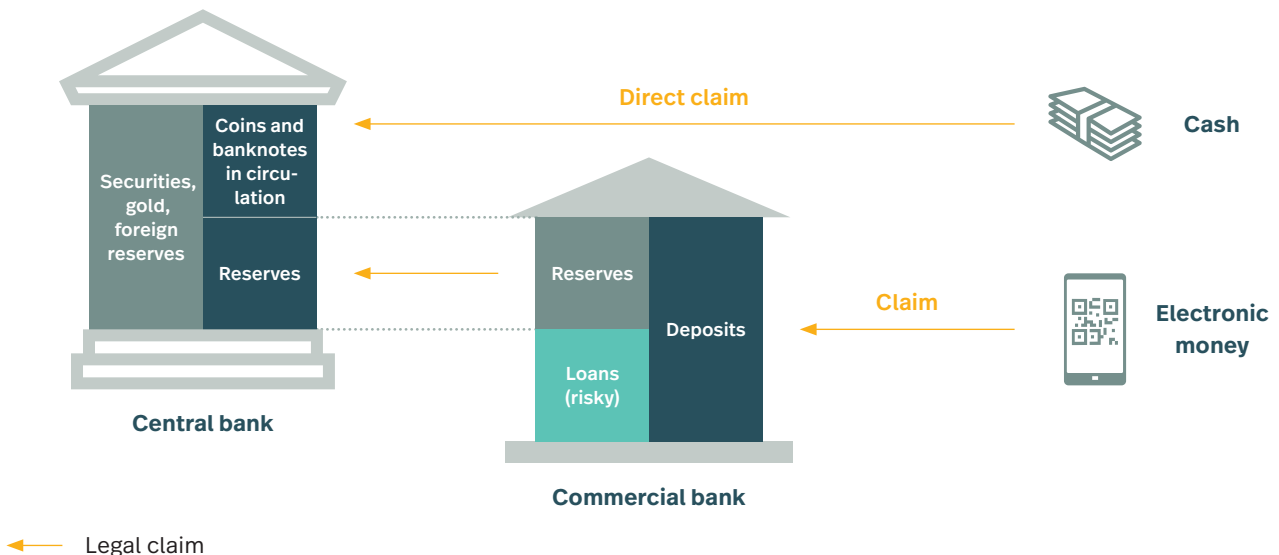 Direct claim
Cash
Coins and
banknotes
in circu-
lation
Securities,
gold,
foreign
reserves
Reserves
Reserves
Loans
(risky)
Deposits
Claim
Electronic
money
Central bank
Commercial bank
Legal claim